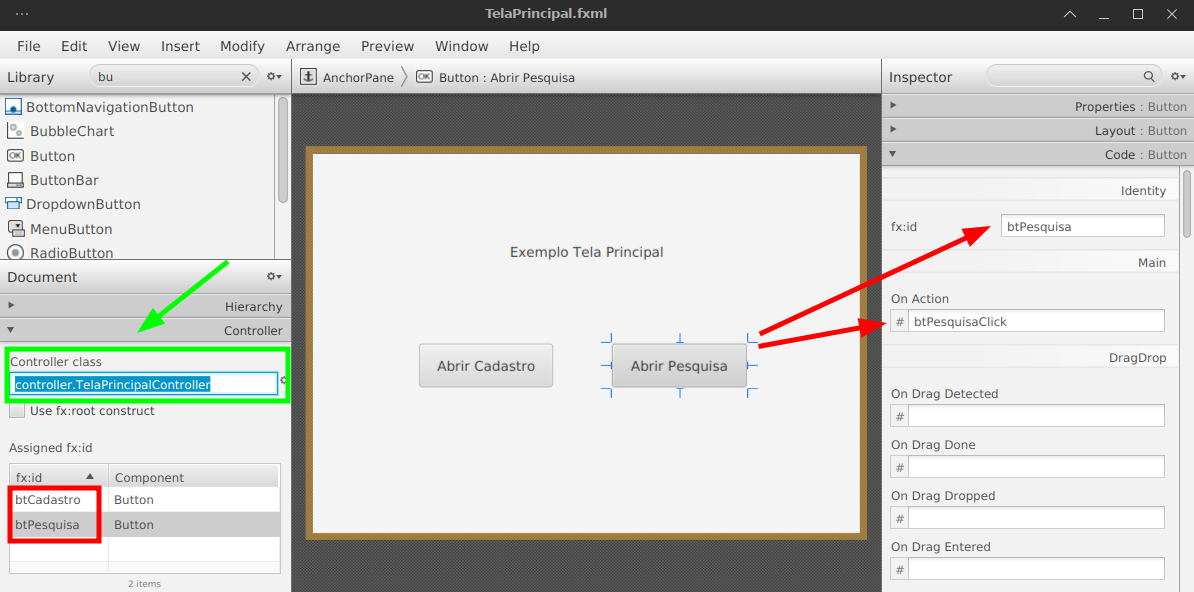 TelaPrincipal.fxml
File Edit View Insert Modify Arrange Preview Window Help
Library
bu
BottomNavigationButton
BubbleChart
OK Button
ButtonBar
DropdownButton
MenuButton
RadioButton
Document
Hierarchy
Controller
Controller class
controller.TelaPrincipalController
Use fx:root construct
Assigned fx:id
fx:id Component
btCadastro Button
btPesquisa Button
2 items
AnchorPane OK Button : Abrir Pesquisa
Exemplo Tela Principal
Abrir Cadastro Abrir Pesquisa
Inspector
Properties : Button
Layout : Button
Code : Button
Identity
fx:id btPesquisa
Main
On Action
# btPesquisaClick
DragDrop
On Drag Detected
#
On Drag Done
#
On Drag Dropped
#
On Drag Entered
#